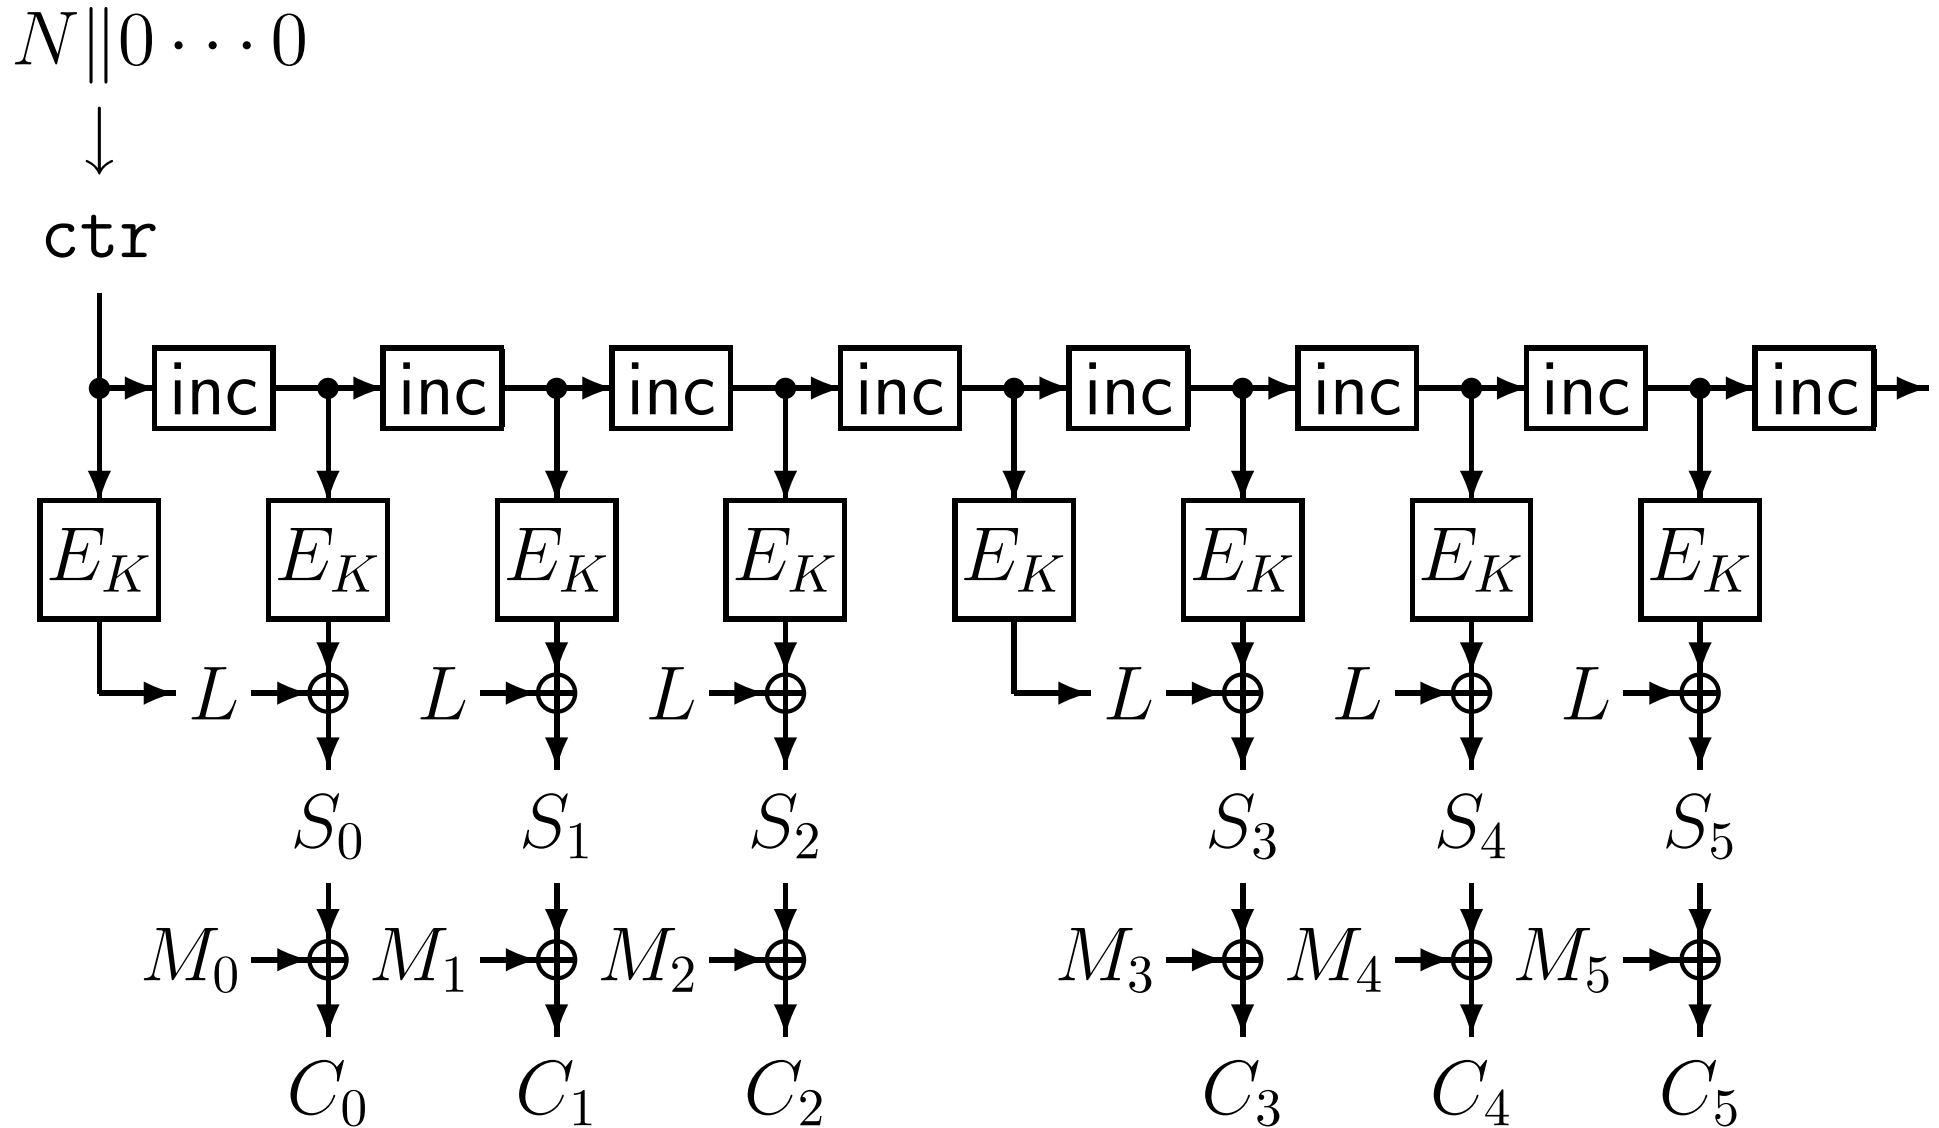 N‖0 ⋯ 0
ctr
inc inc inc inc inc inc inc inc
E_K E_K E_K E_K E_K E_K E_K E_K
L L L L L L
S_0 S_1 S_2 S_3 S_4 S_5
M_0 M_1 M_2 M_3 M_4 M_5
C_0 C_1 C_2 C_3 C_4 C_5